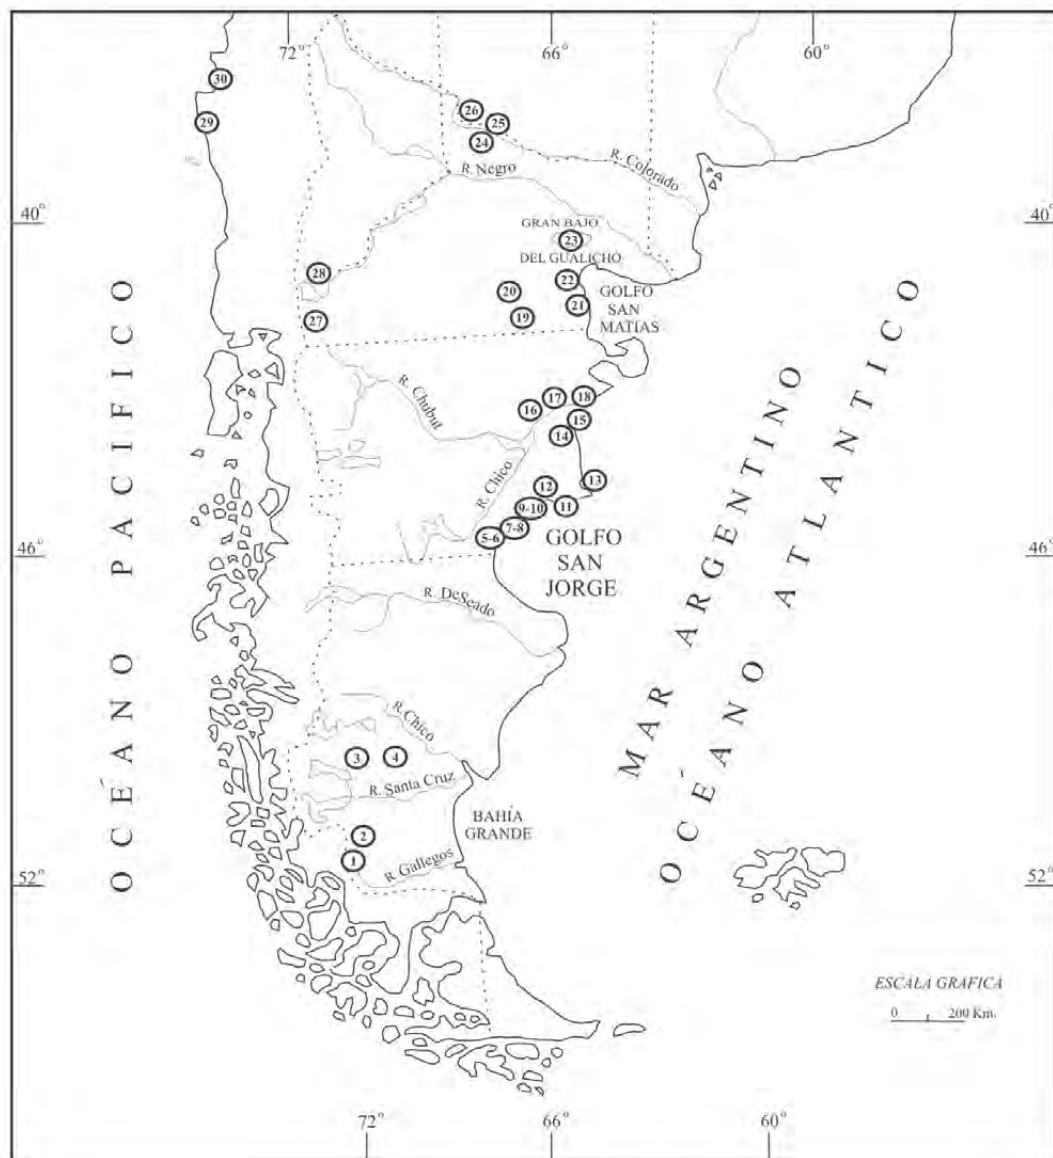 72° 66° 60°
30
29
26
25
24
R. Negro
R. Colorado
40° 40°
GRAN BAJO
23
DEL GUALICHO
28
22
20
21
GOLFO
SAN
MATIAS
27
19
OCÉANO PACIFICO
MAR ARGENTINO
OCÉANO ATLANTICO
R. Chubut
17
18
16
15
14
R. Chico
13
12
9-10
11
7-8
5-6
GOLFO
SAN
JORGE
46° 46°
R. DeSeado
R. Chico
3
4
R. Santa Cruz
BAHÍA
GRANDE
2
1
R. Gallegos
52° 52°
ESCALA GRAFICA
0 200 Km.
72° 66° 60°